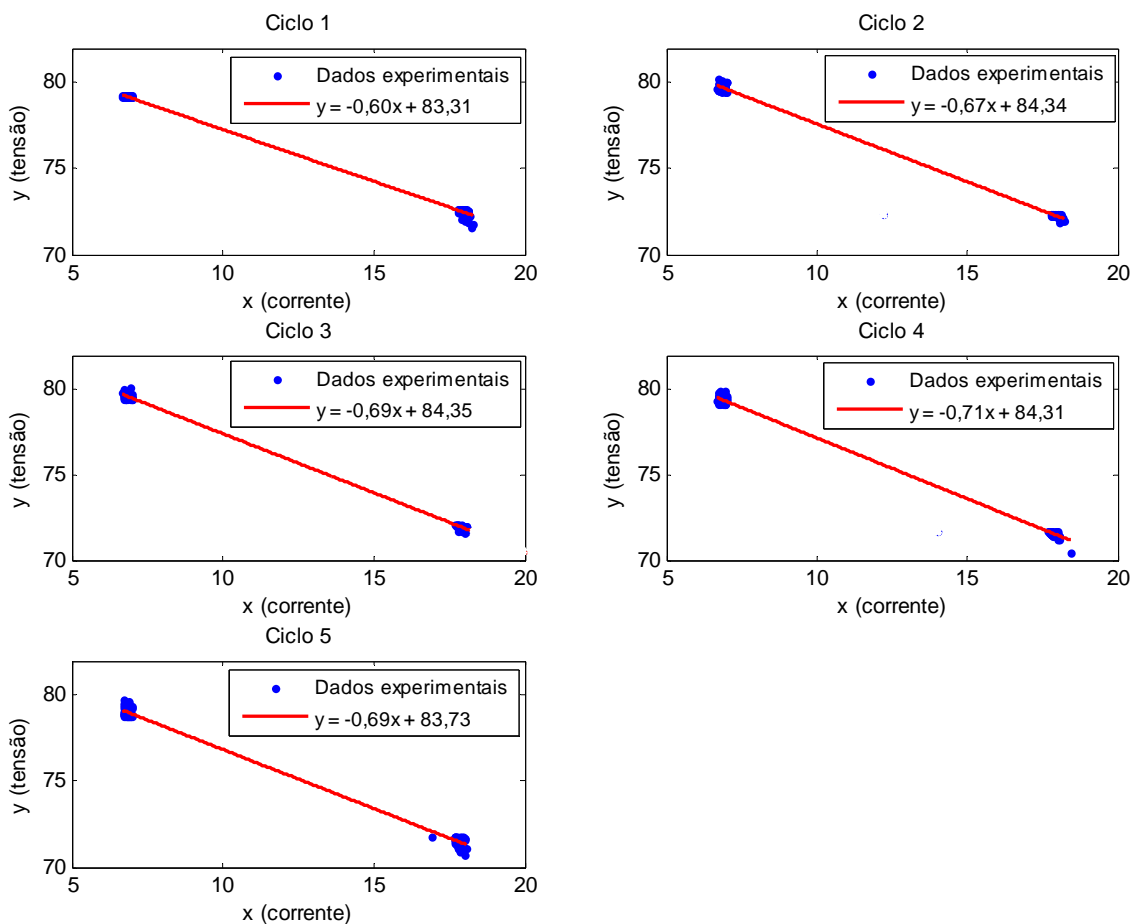 Ciclo 1
80
75
70
y (tensão)
Dados experimentais
y = -0,60x + 83,31
5 10 15 20
x (corrente)
Ciclo 2
80
75
70
y (tensão)
Dados experimentais
y = -0,67x + 84,34
5 10 15 20
x (corrente)
Ciclo 3
80
75
70
y (tensão)
Dados experimentais
y = -0,69x + 84,35
5 10 15 20
x (corrente)
Ciclo 4
80
75
70
y (tensão)
Dados experimentais
y = -0,71x + 84,31
5 10 15 20
x (corrente)
Ciclo 5
80
75
70
y (tensão)
Dados experimentais
y = -0,69x + 83,73
5 10 15 20
x (corrente)